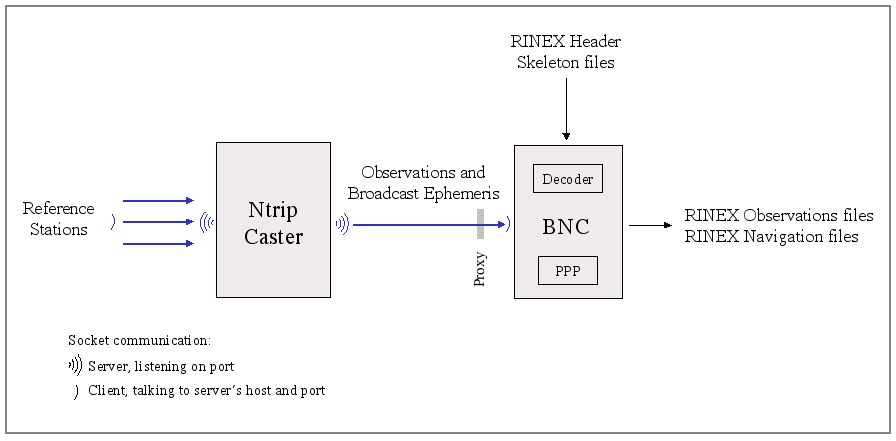 RINEX Header
Skeleton files
Observations and
Broadcast Ephemeris
Reference
Stations
Ntrip
Caster
Proxy
Decoder
BNC
PPP
RINEX Observations files
RINEX Navigation files
Socket communication:
Server, listening on port
Client, talking to server's host and port